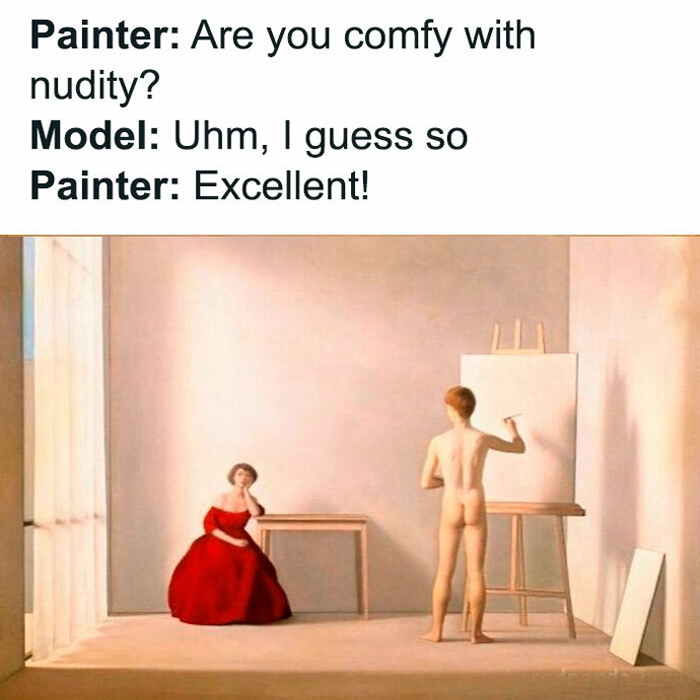 Painter: Are you comfy with
nudity?
Model: Uhm, I guess so
Painter: Excellent!